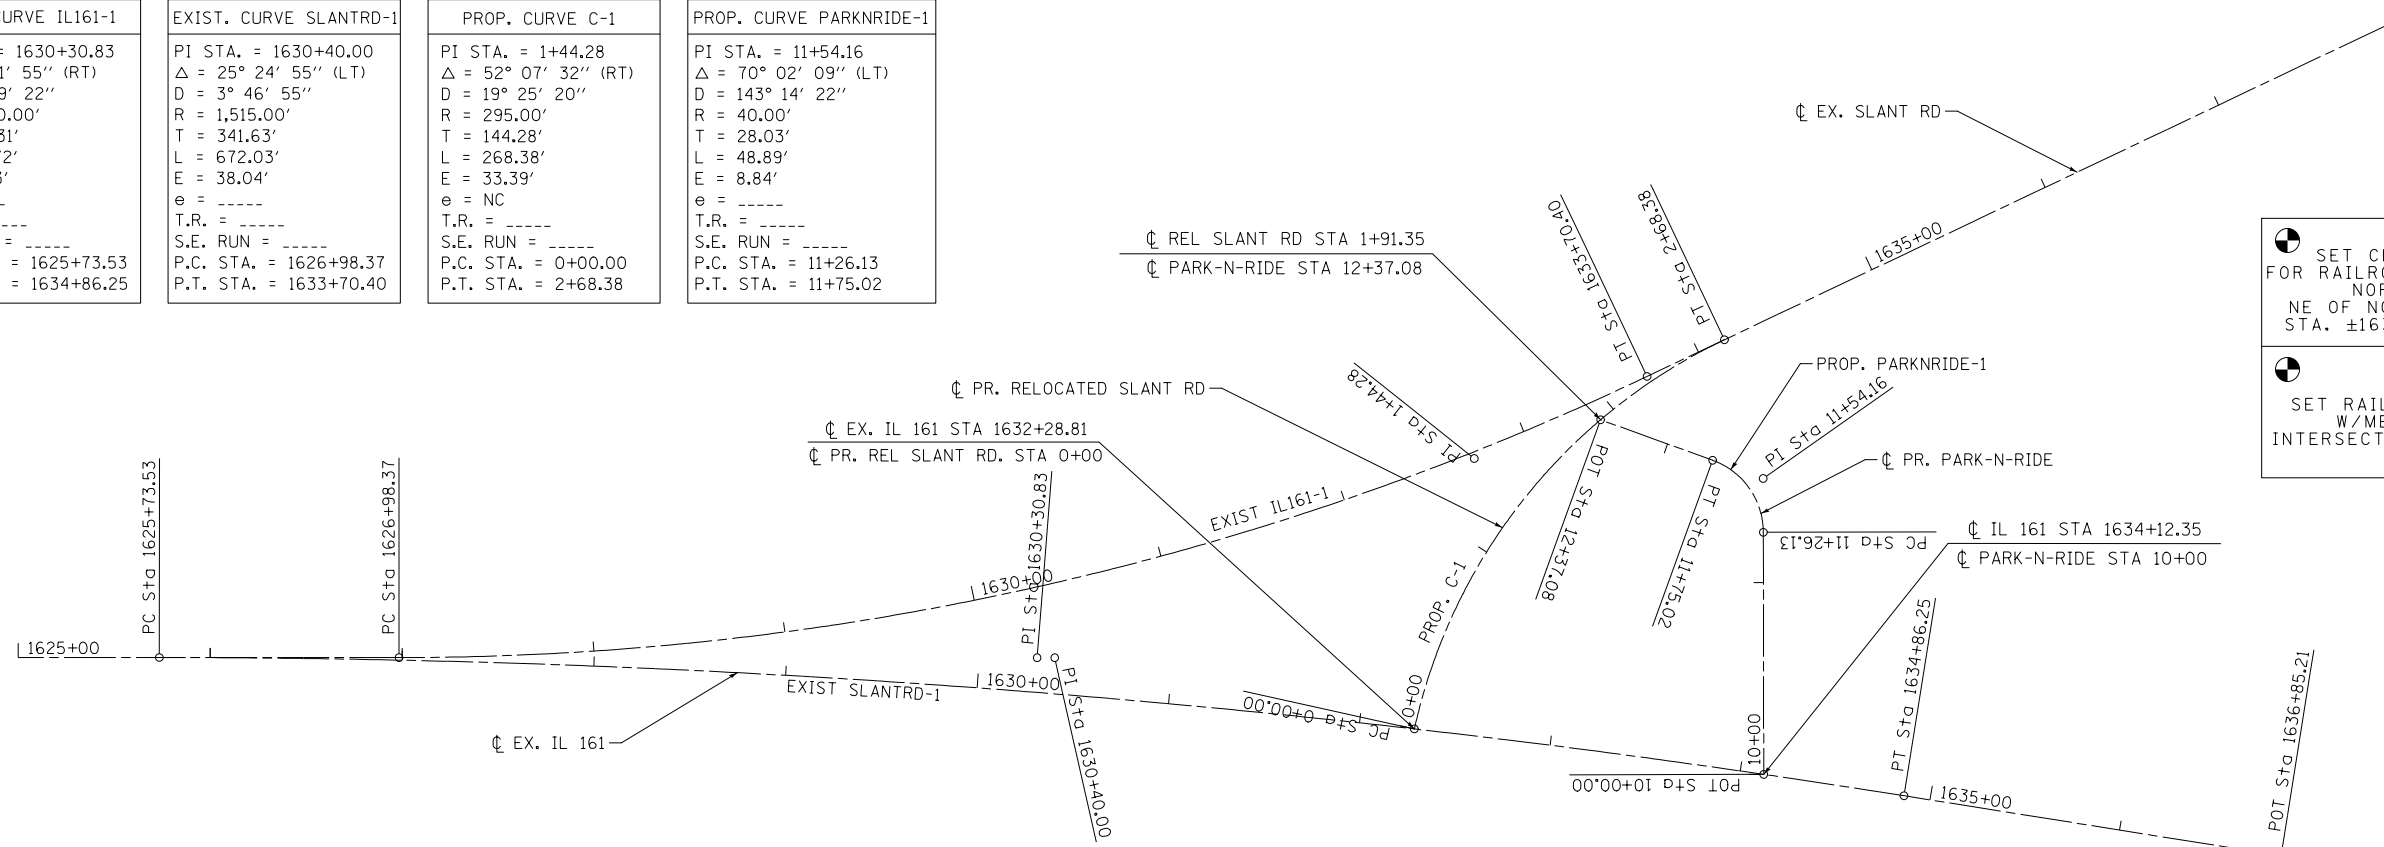 CURVE IL161-1
= 1630+30.83
1' 55'' (RT)
9' 22''
0.00'
31'
72'
3'
= _____
= 1625+73.53
= 1634+86.25
EXIST. CURVE SLANTRD-1
PI STA. = 1630+40.00
Δ = 25° 24' 55'' (LT)
D = 3° 46' 55''
R = 1,515.00'
T = 341.63'
L = 672.03'
E = 38.04'
e = _____
T.R. = _____
S.E. RUN = _____
P.C. STA. = 1626+98.37
P.T. STA. = 1633+70.40
PROP. CURVE C-1
PI STA. = 1+44.28
Δ = 52° 07' 32'' (RT)
D = 19° 25' 20''
R = 295.00'
T = 144.28'
L = 268.38'
E = 33.39'
e = NC
T.R. = _____
S.E. RUN = _____
P.C. STA. = 0+00.00
P.T. STA. = 2+68.38
PROP. CURVE PARKNRIDE-1
PI STA. = 11+54.16
Δ = 70° 02' 09'' (LT)
D = 143° 14' 22''
R = 40.00'
T = 28.03'
L = 48.89'
E = 8.84'
e = _____
T.R. = _____
S.E. RUN = _____
P.C. STA. = 11+26.13
P.T. STA. = 11+75.02
℄ EX. SLANT RD
1635+00
PT Sta 2+68.38
PT Sta 1633+70.40
℄ REL SLANT RD STA 1+91.35
℄ PARK-N-RIDE STA 12+37.08
SET C
FOR RAILRO
NOR
NE OF NO
STA. ±163
SET RAIL
W/ME
INTERSECT
℄ PR. RELOCATED SLANT RD
PI Sta 1+44.28
PROP. PARKNRIDE-1
PI Sta 11+54.16
℄ EX. IL 161 STA 1632+28.81
℄ PR. REL SLANT RD. STA 0+00
℄ PR. PARK-N-RIDE
PC Sta 1625+73.53
PC Sta 1626+98.37
PI Sta 1630+30.83
EXIST IL161-1
POT Sta 12+37.08
PT Sta 11+75.02
PC Sta 11+26.13
℄ IL 161 STA 1634+12.35
℄ PARK-N-RIDE STA 10+00
1630+00
PROP. C-1
1625+00
1630+00
EXIST SLANTRD-1
PI Sta 1630+40.00
PC Sta 0+00.00
0+00
℄ EX. IL 161
10+00
POT Sta 10+00.00
PT Sta 1634+86.25
1635+00
POT Sta 1636+85.21